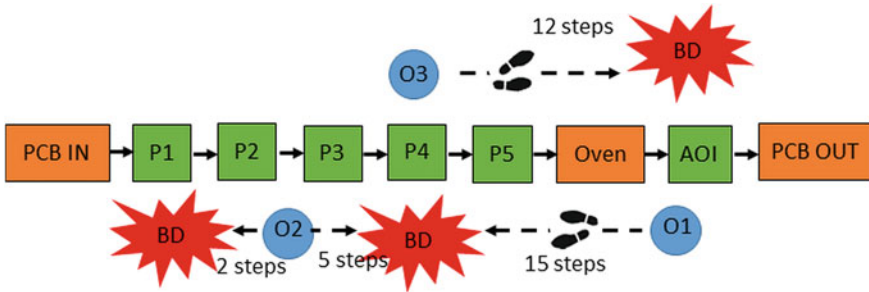 12 steps
BD
O3
PCB IN
P1
P2
P3
P4
P5
Oven
AOI
PCB OUT
BD
O2
BD
O1
2 steps
5 steps
15 steps